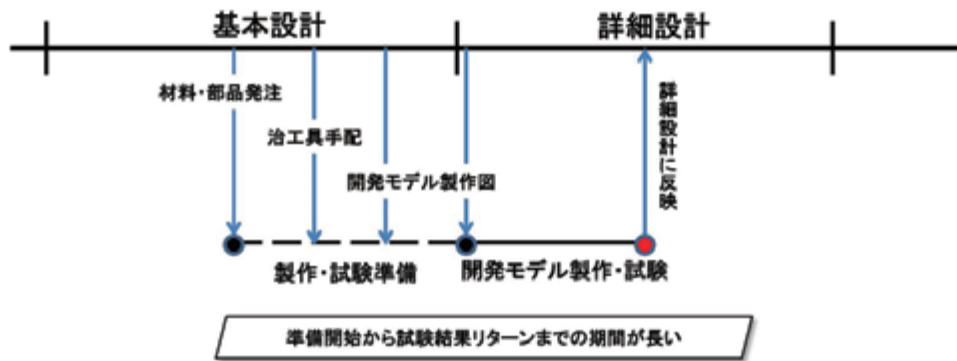 基本設計
詳細設計
材料・部品発注
治工具手配
開発モデル製作図
詳細設計に反映
製作・試験準備
開発モデル製作・試験
準備開始から試験結果リターンまでの期間が長い